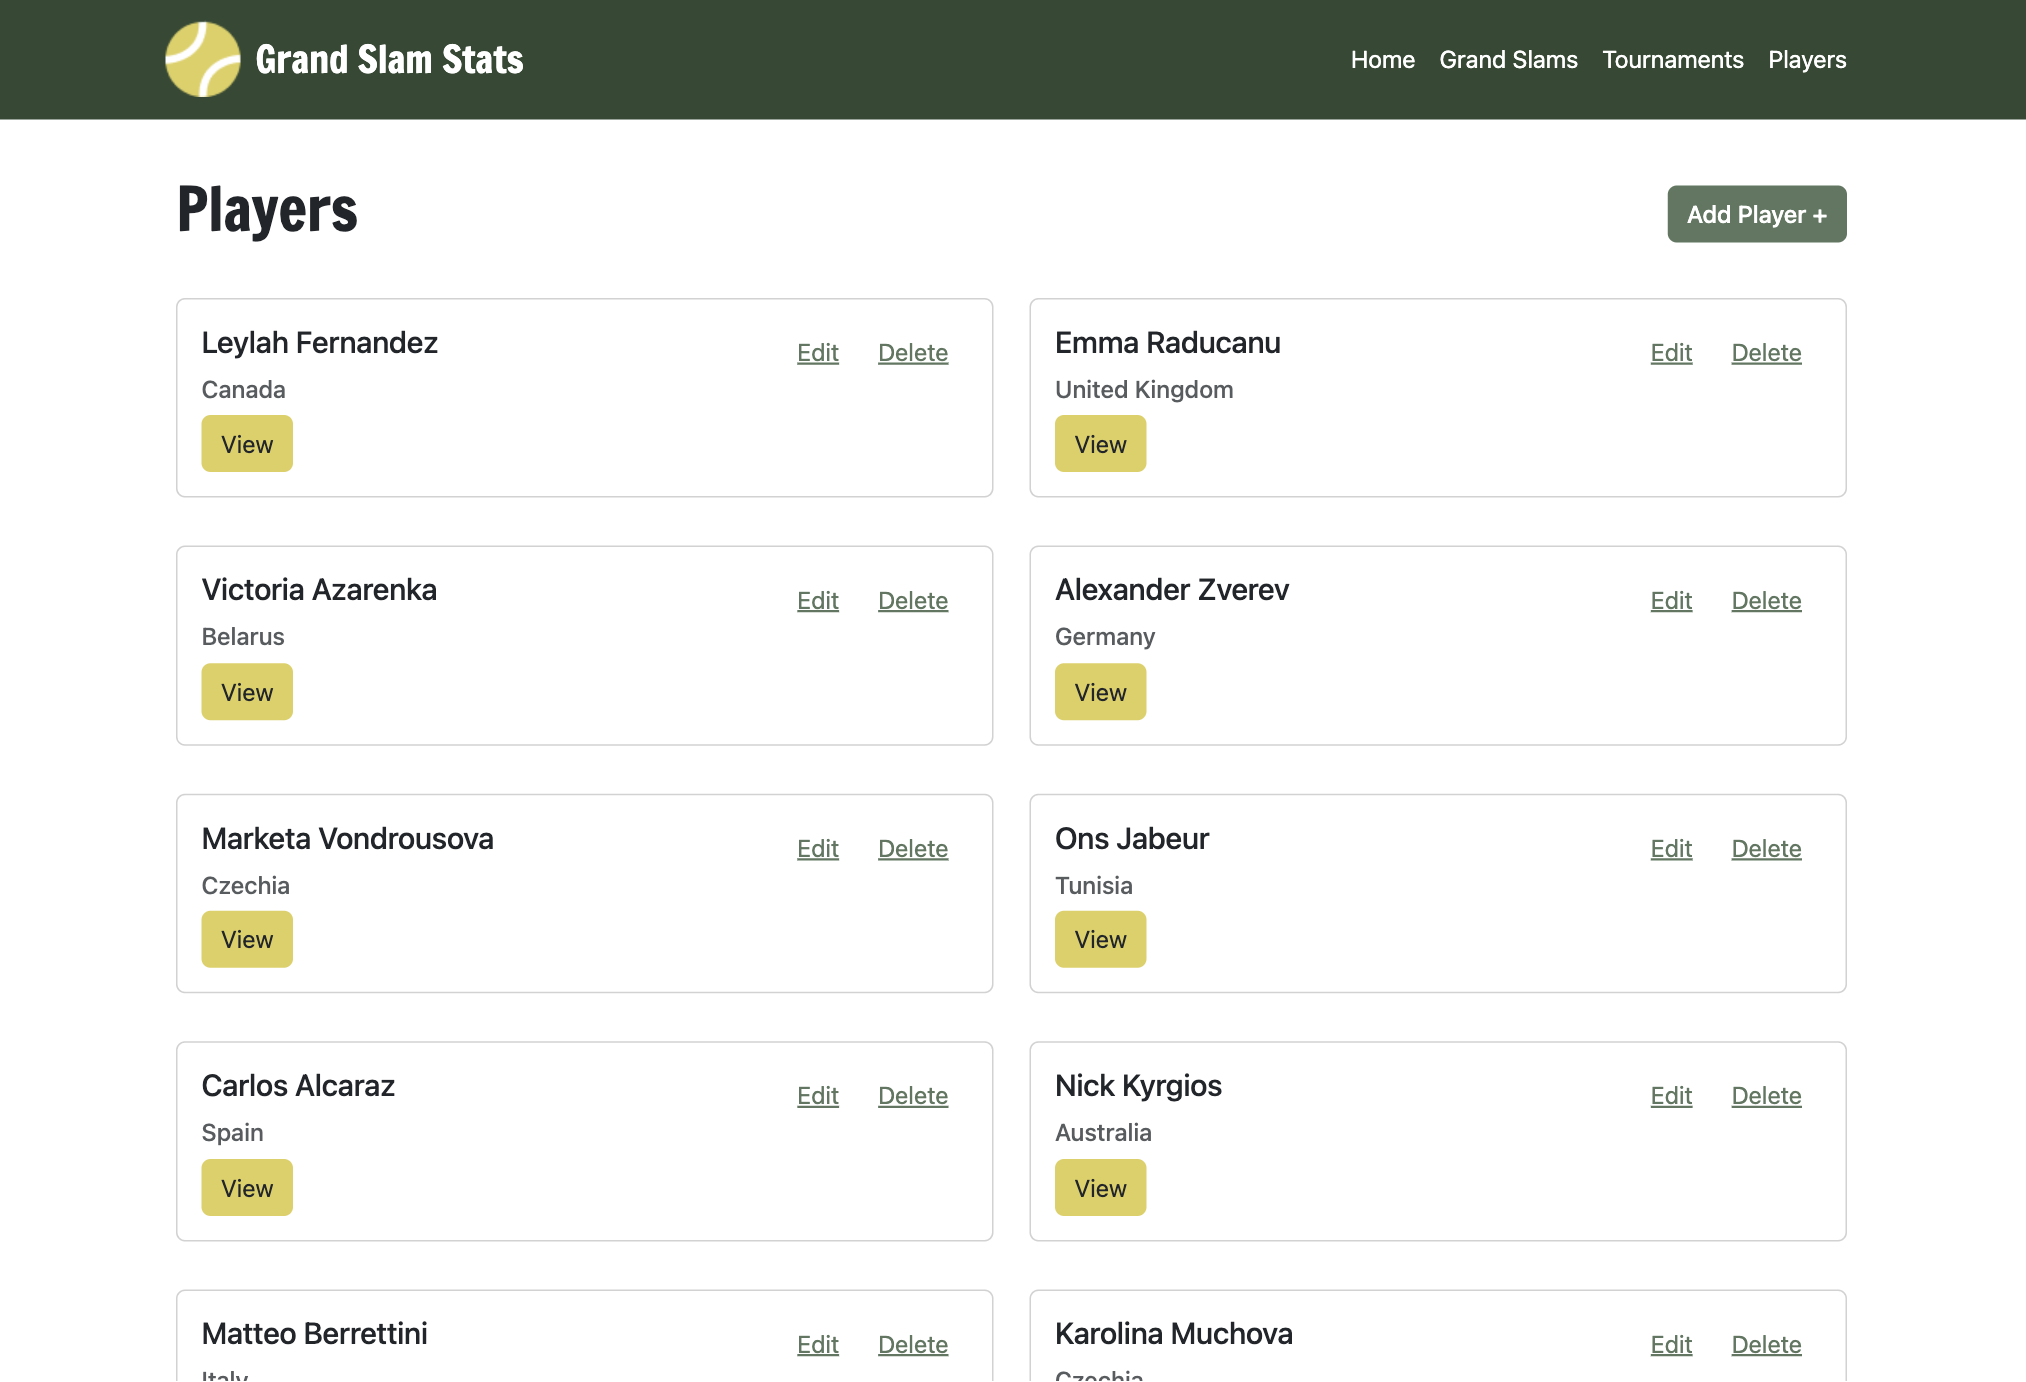 Grand Slam Stats
Home Grand Slams Tournaments Players
Players
Add Player +
Leylah Fernandez
Edit Delete
Canada
View
Emma Raducanu
Edit Delete
United Kingdom
View
Victoria Azarenka
Edit Delete
Belarus
View
Alexander Zverev
Edit Delete
Germany
View
Marketa Vondrousova
Edit Delete
Czechia
View
Ons Jabeur
Edit Delete
Tunisia
View
Carlos Alcaraz
Edit Delete
Spain
View
Nick Kyrgios
Edit Delete
Australia
View
Matteo Berrettini
Edit Delete
Italy
Karolina Muchova
Edit Delete
Czechia